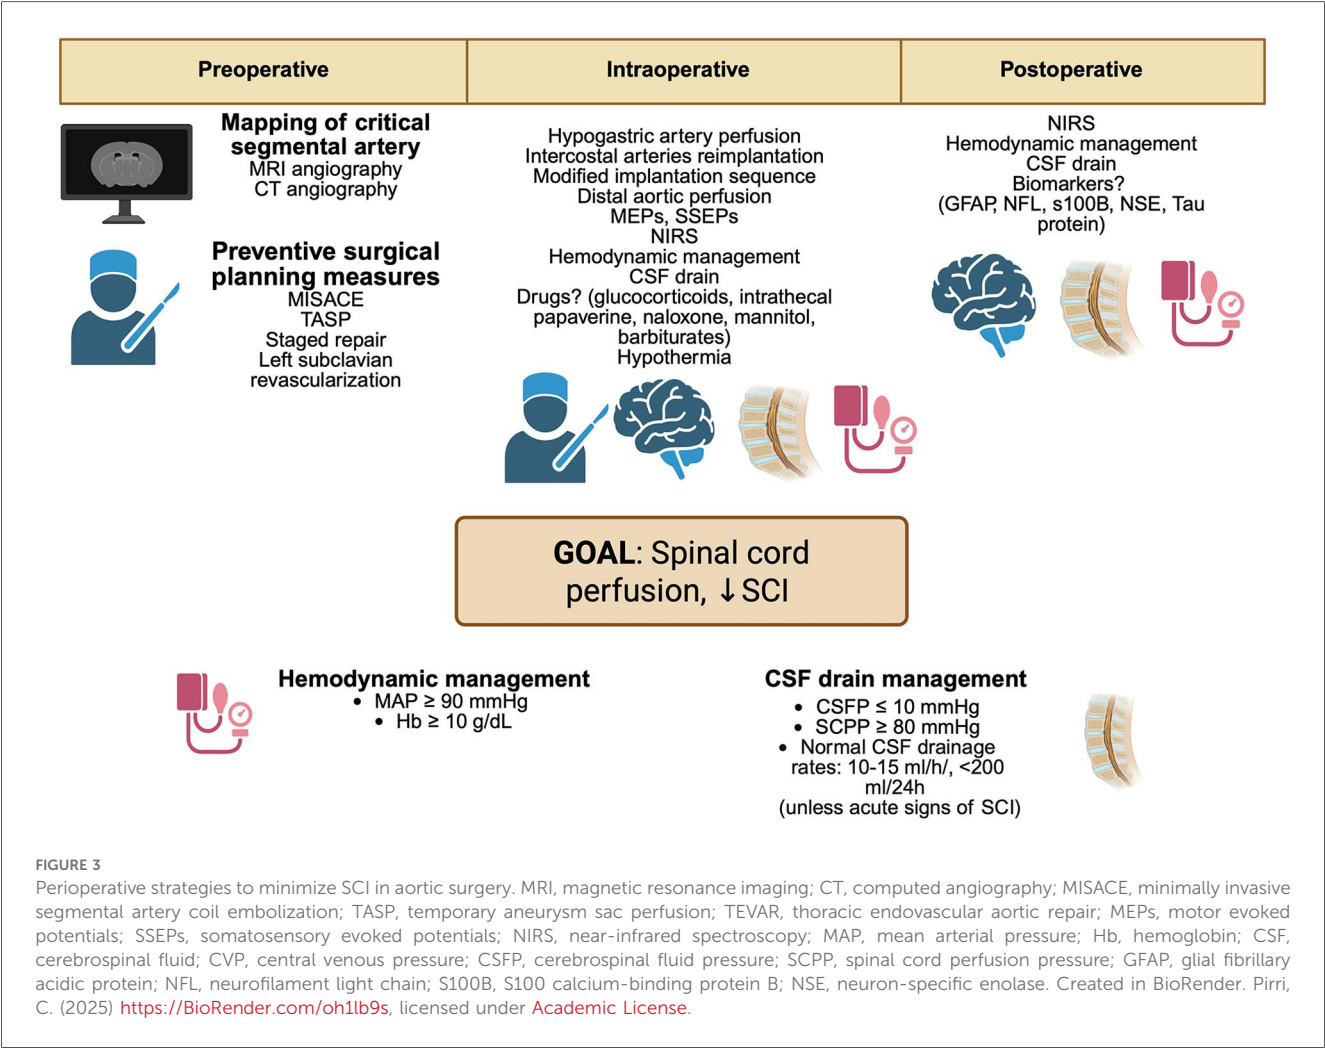 Preoperative
Intraoperative
Postoperative
Mapping of critical
segmental artery
MRI angiography
CT angiography
Preventive surgical
planning measures
MISACE
TASP
Staged repair
Left subclavian
revascularization
Hypogastric artery perfusion
Intercostal arteries reimplantation
Modified implantation sequence
Distal aortic perfusion
MEPs, SSEPs
NIRS
Hemodynamic management
CSF drain
Drugs? (glucocorticoids, intrathecal
papaverine, naloxone, mannitol,
barbiturates)
Hypothermia
NIRS
Hemodynamic management
CSF drain
Biomarkers?
(GFAP, NFL, s100B, NSE, Tau
protein)
GOAL: Spinal cord
perfusion, ↓SCI
Hemodynamic management
• MAP ≥ 90 mmHg
• Hb ≥ 10 g/dL
CSF drain management
• CSFP ≤ 10 mmHg
• SCPP ≥ 80 mmHg
• Normal CSF drainage
rates: 10-15 ml/h/, <200
ml/24h
(unless acute signs of SCI)
FIGURE 3
Perioperative strategies to minimize SCI in aortic surgery. MRI, magnetic resonance imaging; CT, computed angiography; MISACE, minimally invasive
segmental artery coil embolization; TASP, temporary aneurysm sac perfusion; TEVAR, thoracic endovascular aortic repair; MEPs, motor evoked
potentials; SSEPs, somatosensory evoked potentials; NIRS, near-infrared spectroscopy; MAP, mean arterial pressure; Hb, hemoglobin; CSF,
cerebrospinal fluid; CVP, central venous pressure; CSFP, cerebrospinal fluid pressure; SCPP, spinal cord perfusion pressure; GFAP, glial fibrillary
acidic protein; NFL, neurofilament light chain; S100B, S100 calcium-binding protein B; NSE, neuron-specific enolase. Created in BioRender. Pirri,
C. (2025) https://BioRender.com/oh1lb9s, licensed under Academic License.